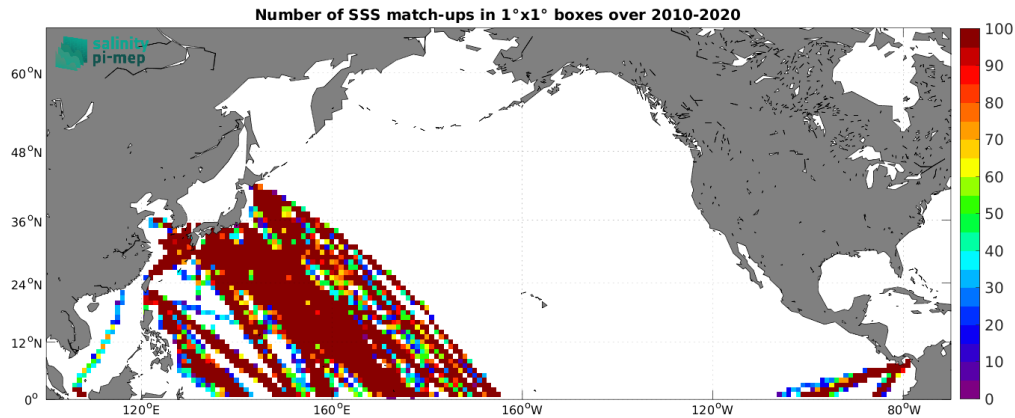 Number of SSS match-ups in 1°x1° boxes over 2010-2020
salinity
pi-mep
60°N
48°N
36°N
24°N
12°N
0°
120°E
160°E
160°W
120°W
80°W
100
90
80
70
60
50
40
30
20
10
0